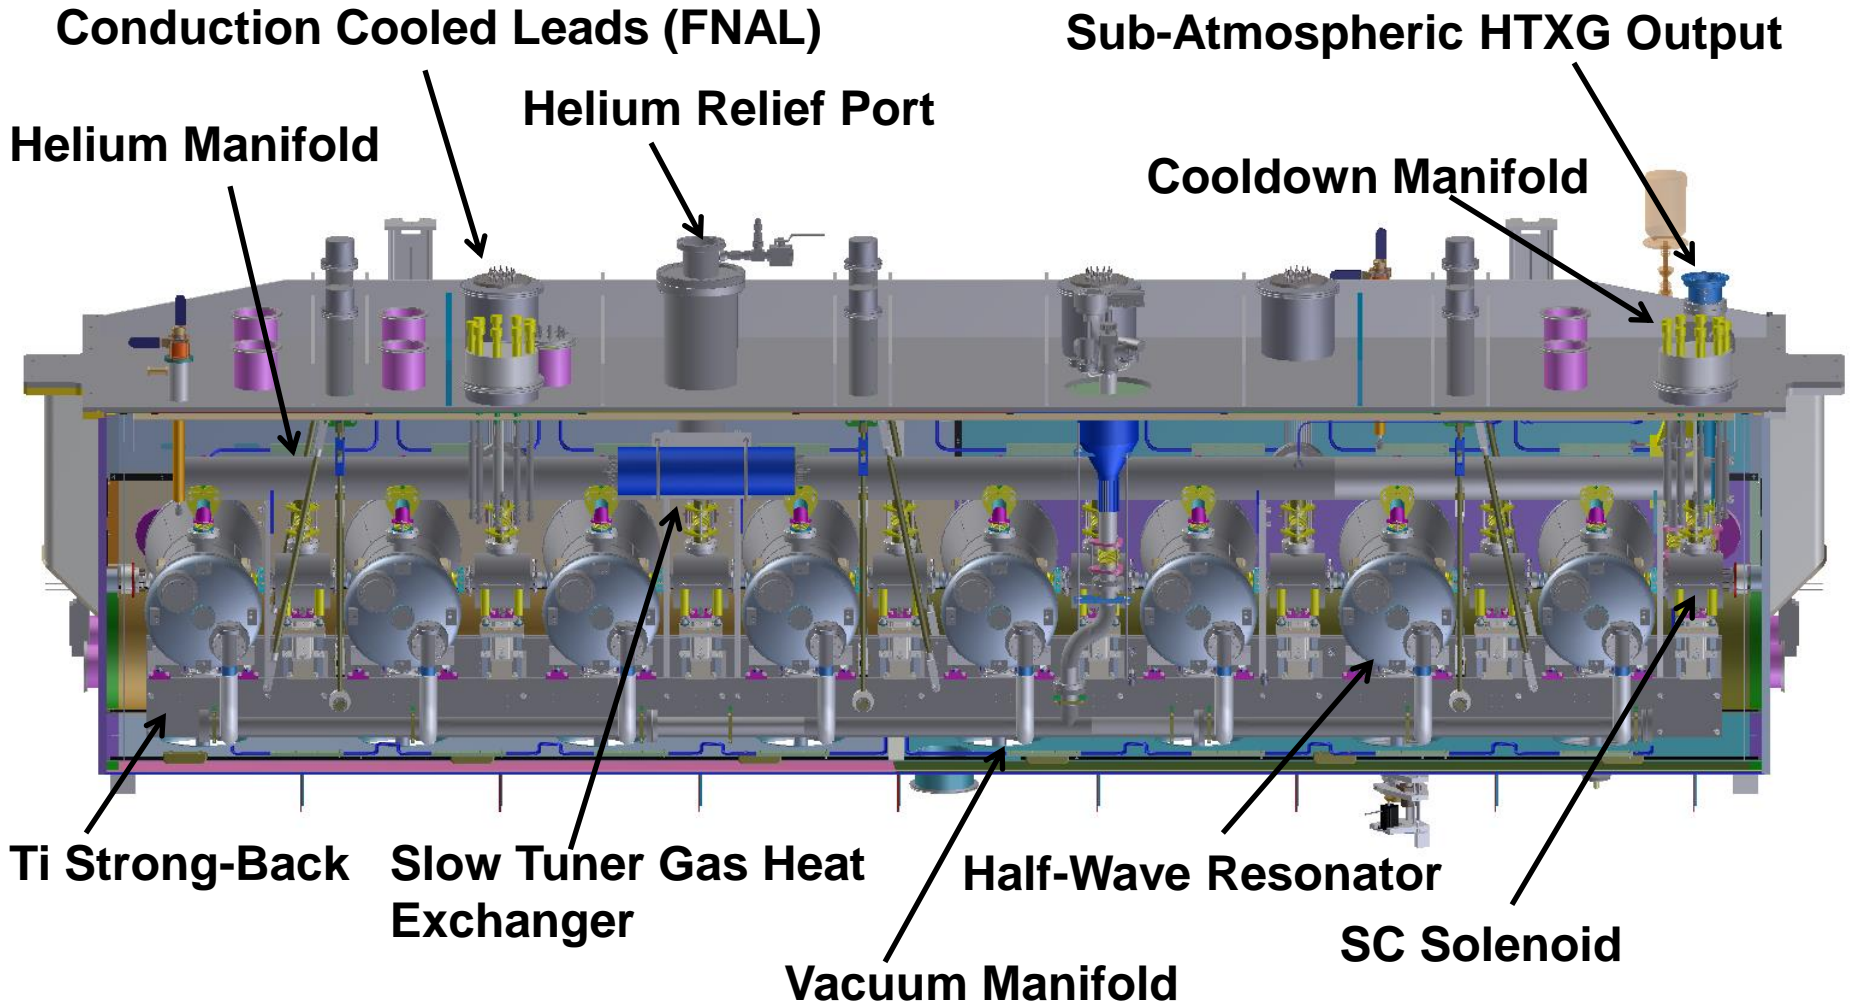 Conduction Cooled Leads (FNAL)
Sub-Atmospheric HTXG Output
Helium Relief Port
Helium Manifold
Cooldown Manifold
Ti Strong-Back
Slow Tuner Gas Heat
Exchanger
Half-Wave Resonator
SC Solenoid
Vacuum Manifold